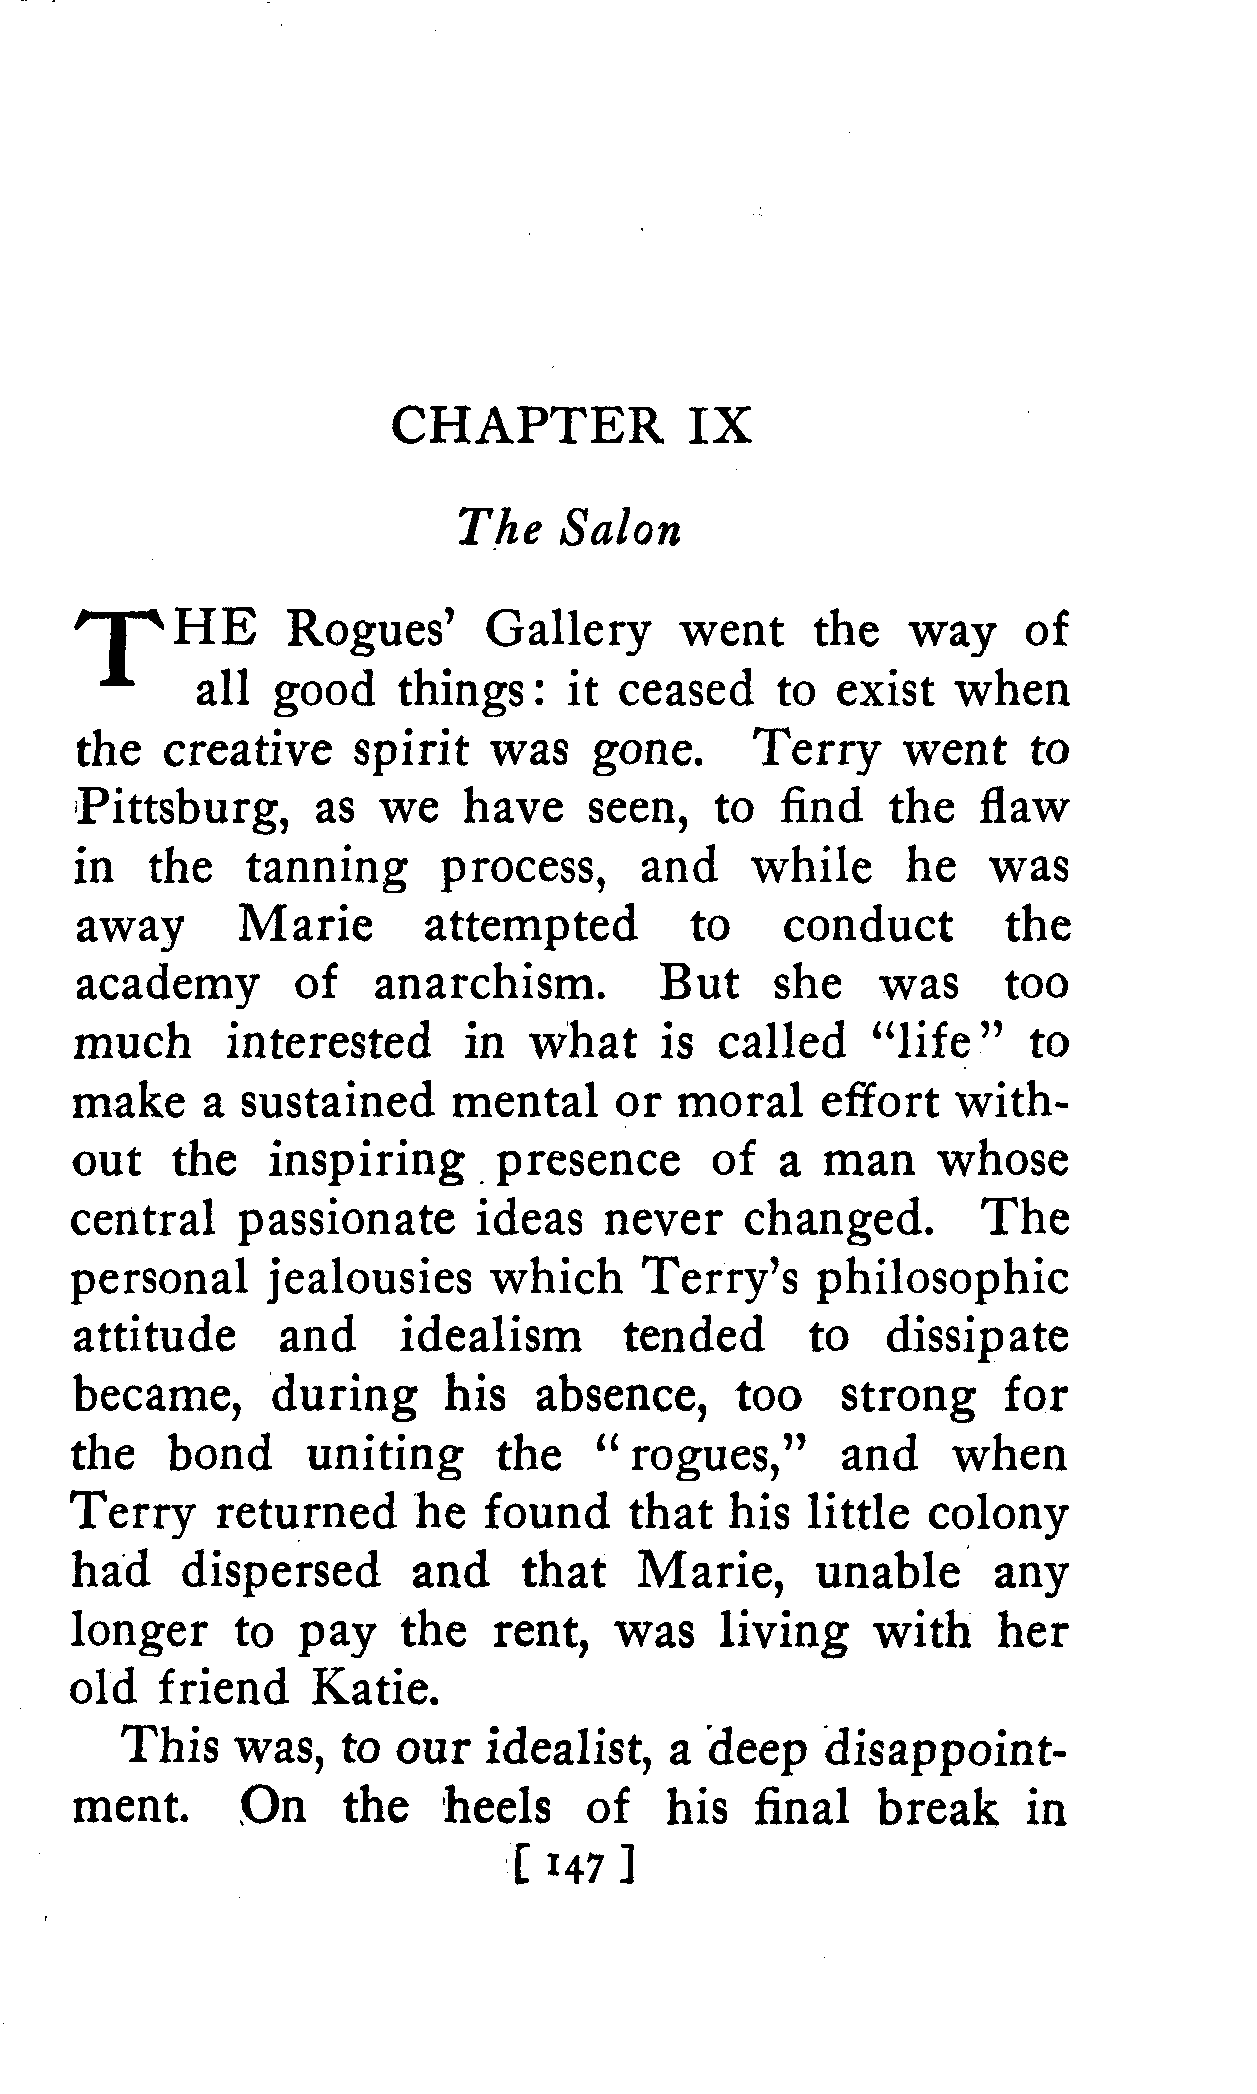 CHAPTER IX
The Salon
THE Rogues' Gallery went the way of
all good things: it ceased to exist when
the creative spirit was gone. Terry went to
Pittsburg, as we have seen, to find the flaw
in the tanning process, and while he was
away Marie attempted to conduct the
academy of anarchism. But she was too
much interested in what is called "life" to
make a sustained mental or moral effort with-
out the inspiring presence of a man whose
central passionate ideas never changed. The
personal jealousies which Terry's philosophic
attitude and idealism tended to dissipate
became, during his absence, too strong for
the bond uniting the "rogues," and when
Terry returned he found that his little colony
had dispersed and that Marie, unable any
longer to pay the rent, was living with her
old friend Katie.
This was, to our idealist, a deep disappoint-
ment. On the heels of his final break in
[ 147 ]